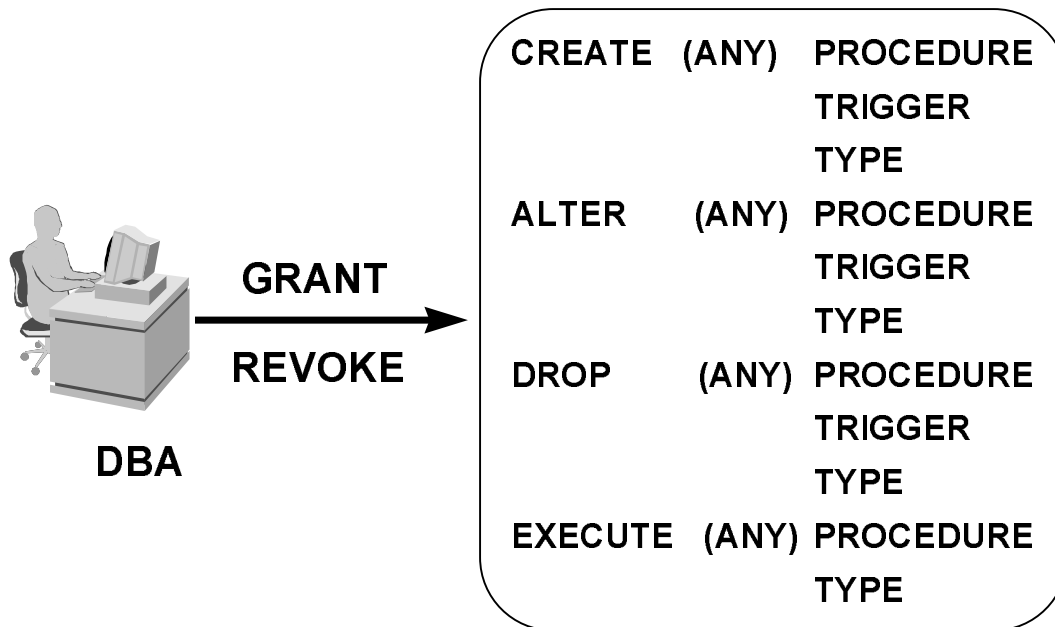 CREATE (ANY) PROCEDURE
TRIGGER
TYPE
ALTER (ANY) PROCEDURE
TRIGGER
TYPE
DROP (ANY) PROCEDURE
TRIGGER
TYPE
EXECUTE (ANY) PROCEDURE
TYPE
GRANT
REVOKE
DBA